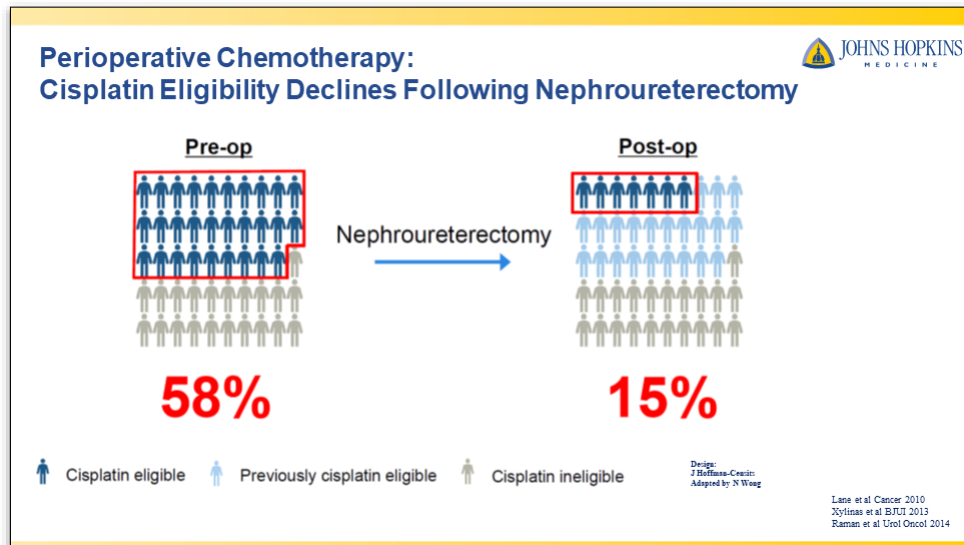 Perioperative Chemotherapy:
Cisplatin Eligibility Declines Following Nephroureterectomy
JOHNS HOPKINS
MEDICINE
Pre-op
Post-op
Nephroureterectomy
58%
15%
Cisplatin eligible
Previously cisplatin eligible
Cisplatin ineligible
Design:
J Hoffman-Censits
Adapted by N Wong
Lane et al Cancer 2010
Xylinas et al BJUI 2013
Raman et al Urol Oncol 2014